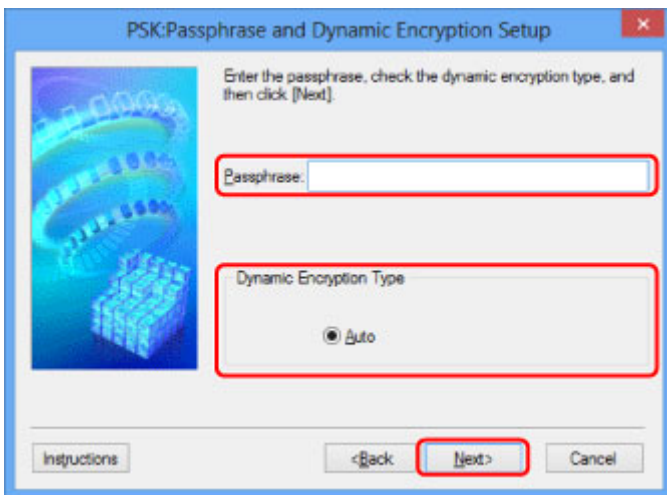 PSK:Passphrase and Dynamic Encryption Setup
Enter the passphrase, check the dynamic encryption type, and
then click [Next].
Passphrase:
Dynamic Encryption Type
Auto
Instructions
<Back
Next>
Cancel